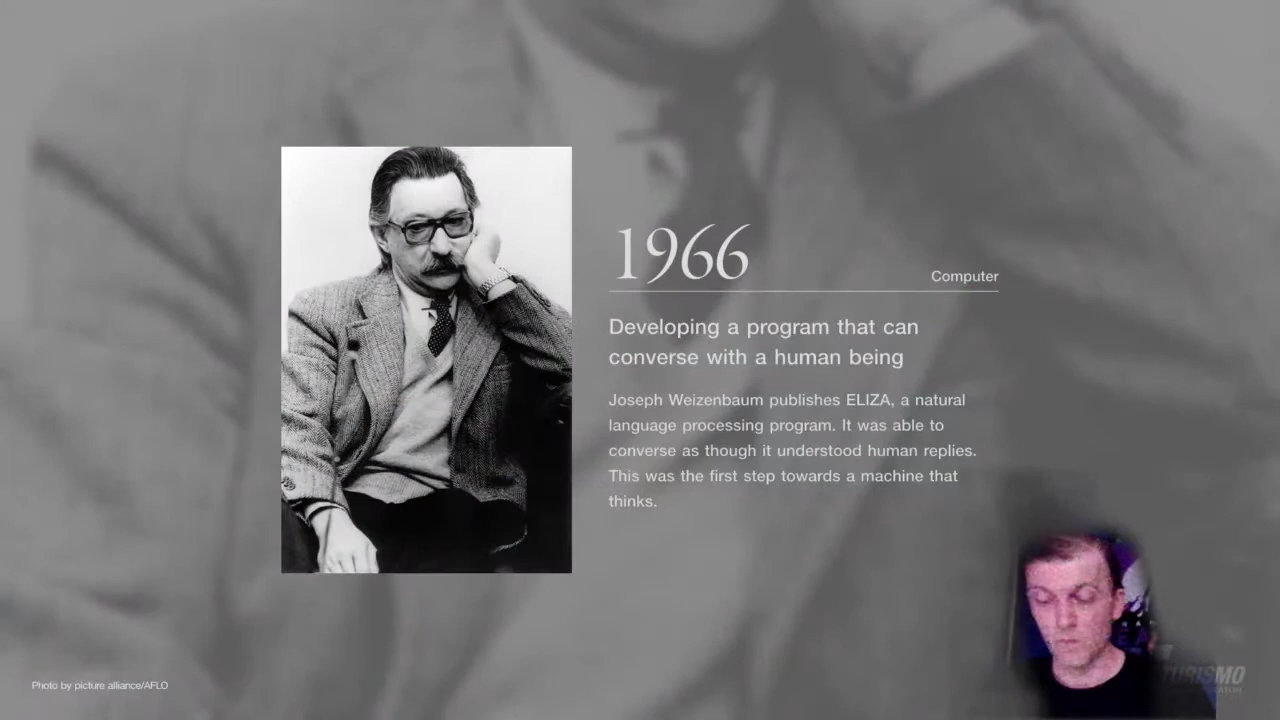 1966
Computer
Developing a program that can
converse with a human being
Joseph Weizenbaum publishes ELIZA, a natural
language processing program. It was able to
converse as though it understood human replies.
This was the first step towards a machine that
thinks.
Photo by picture alliance/AFLO
TURISMO